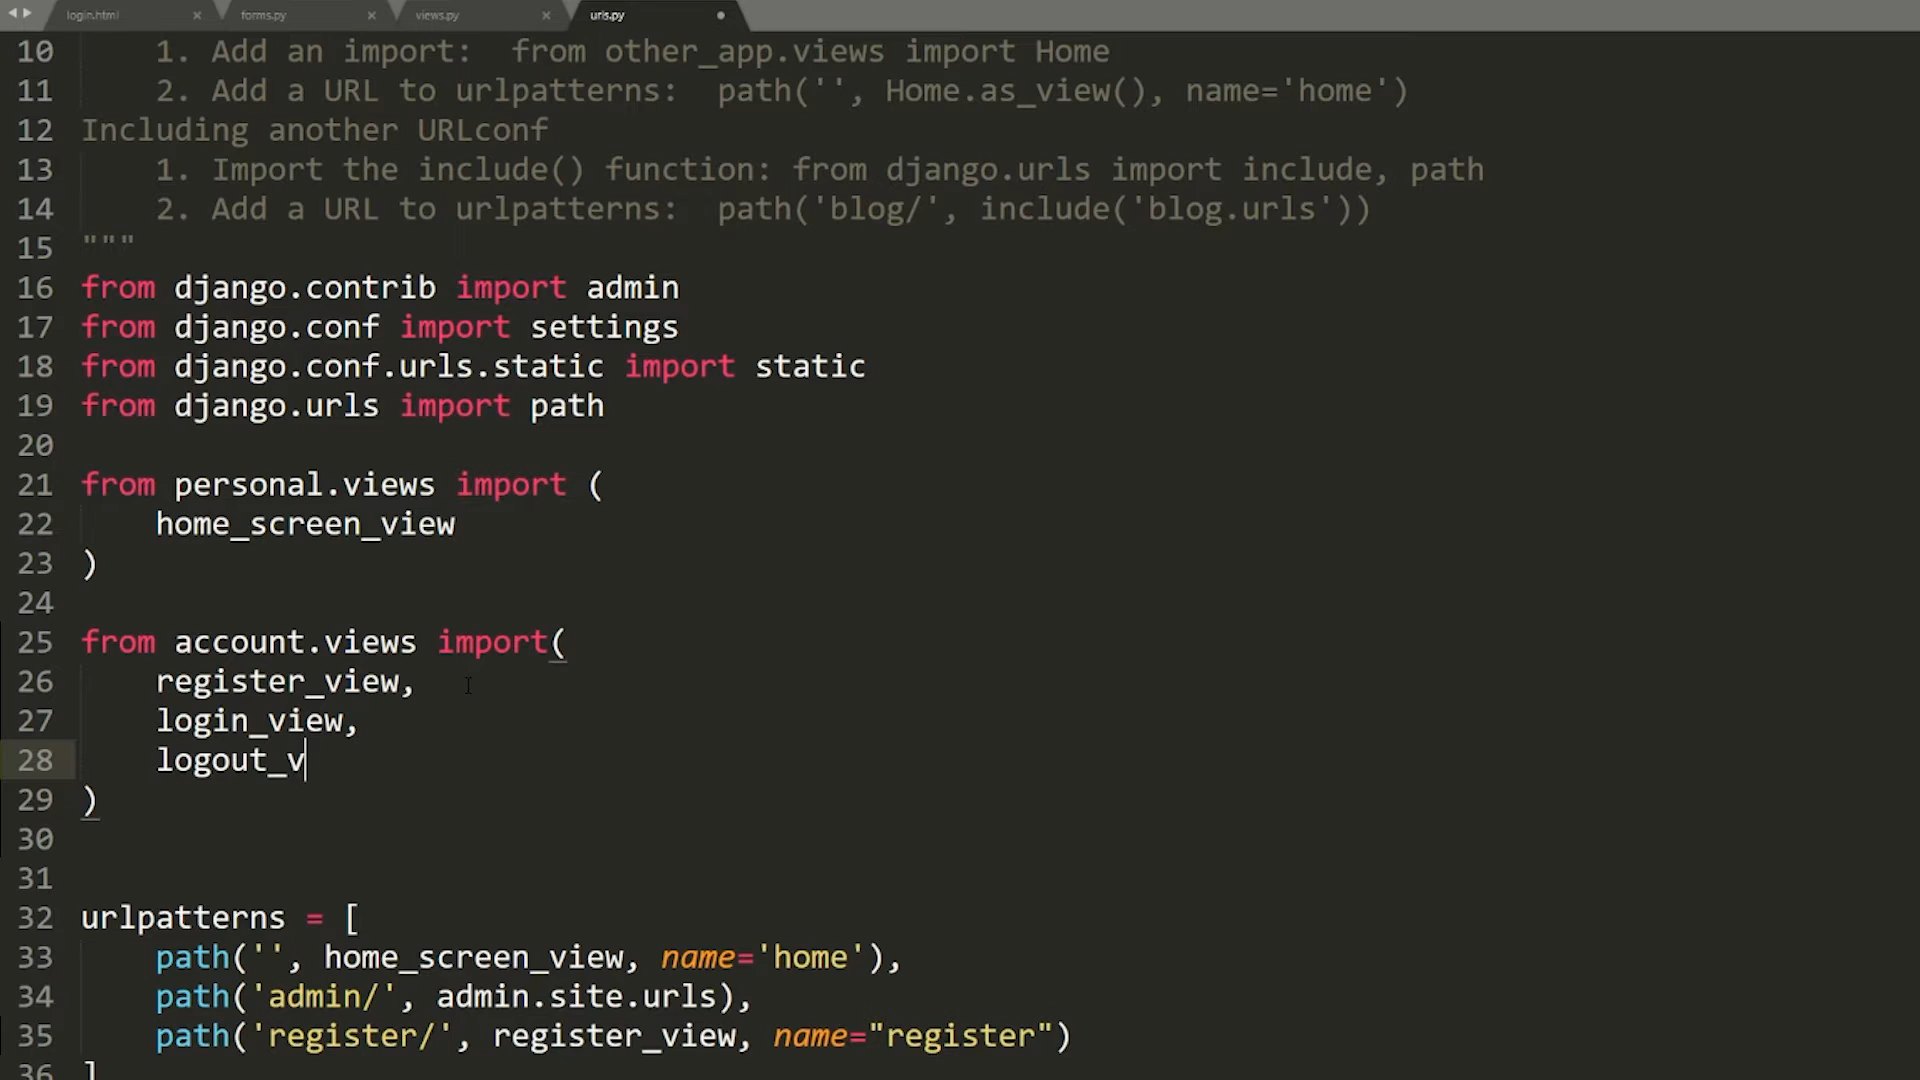 login.html × forms.py × views.py × urls.py
10 1. Add an import: from other_app.views import Home
11 2. Add a URL to urlpatterns: path('', Home.as_view(), name='home')
12 Including another URLconf
13 1. Import the include() function: from django.urls import include, path
14 2. Add a URL to urlpatterns: path('blog/', include('blog.urls'))
15 """
16 from django.contrib import admin
17 from django.conf import settings
18 from django.conf.urls.static import static
19 from django.urls import path
20
21 from personal.views import (
22 home_screen_view
23 )
24
25 from account.views import(
26 register_view,
27 login_view,
28 logout_v
29 )
30
31
32 urlpatterns = [
33 path('', home_screen_view, name='home'),
34 path('admin/', admin.site.urls),
35 path('register/', register_view, name="register")
36 ]